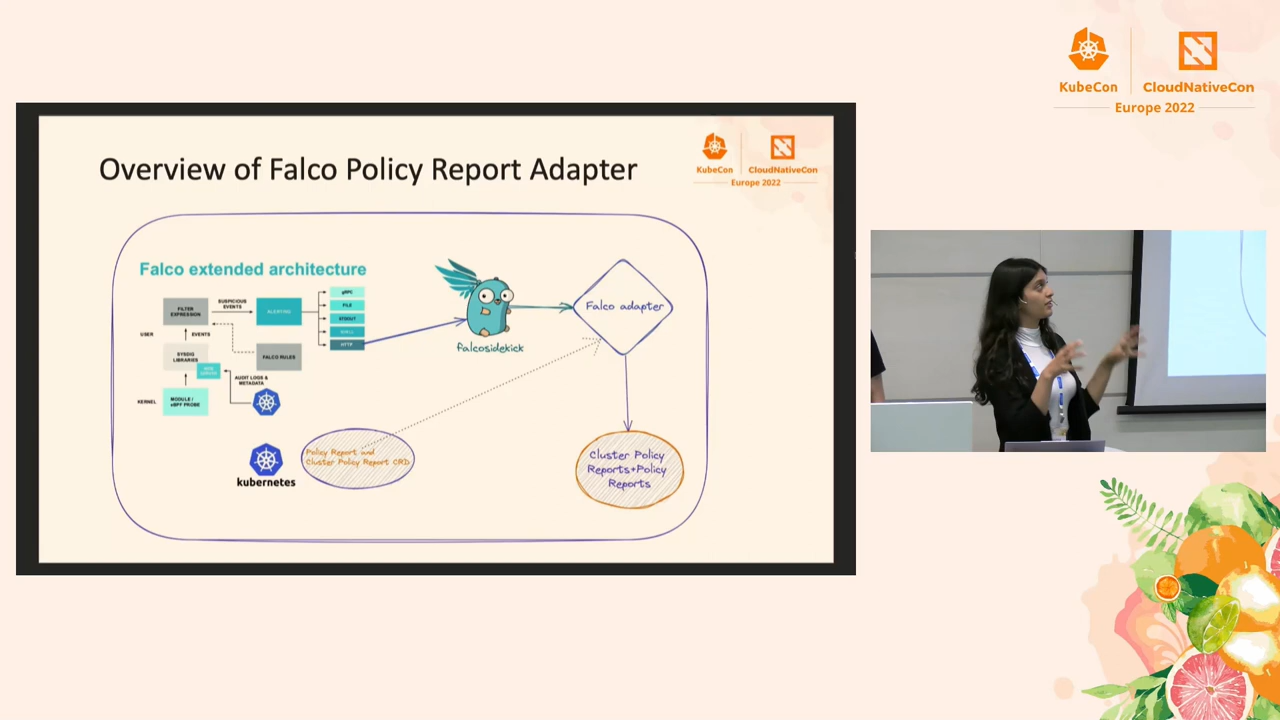 KubeCon
CloudNativeCon
Europe 2022
Overview of Falco Policy Report Adapter
KubeCon
CloudNativeCon
Europe 2022
Falco extended architecture
FILTER
EXPRESSION
SUSPICIOUS
EVENTS
ALERTING
gRPC
FILE
STDOUT
SHELL
HTTP
USER
EVENTS
SYSDIG
LIBRARIES
FALCO RULES
AUDIT LOGS &
METADATA
KERNEL
MODULE /
eBPF PROBE
falcosidekick
Falco adapter
kubernetes
Policy Report and
Cluster Policy Report CRD
Cluster Policy
Reports+Policy
Reports